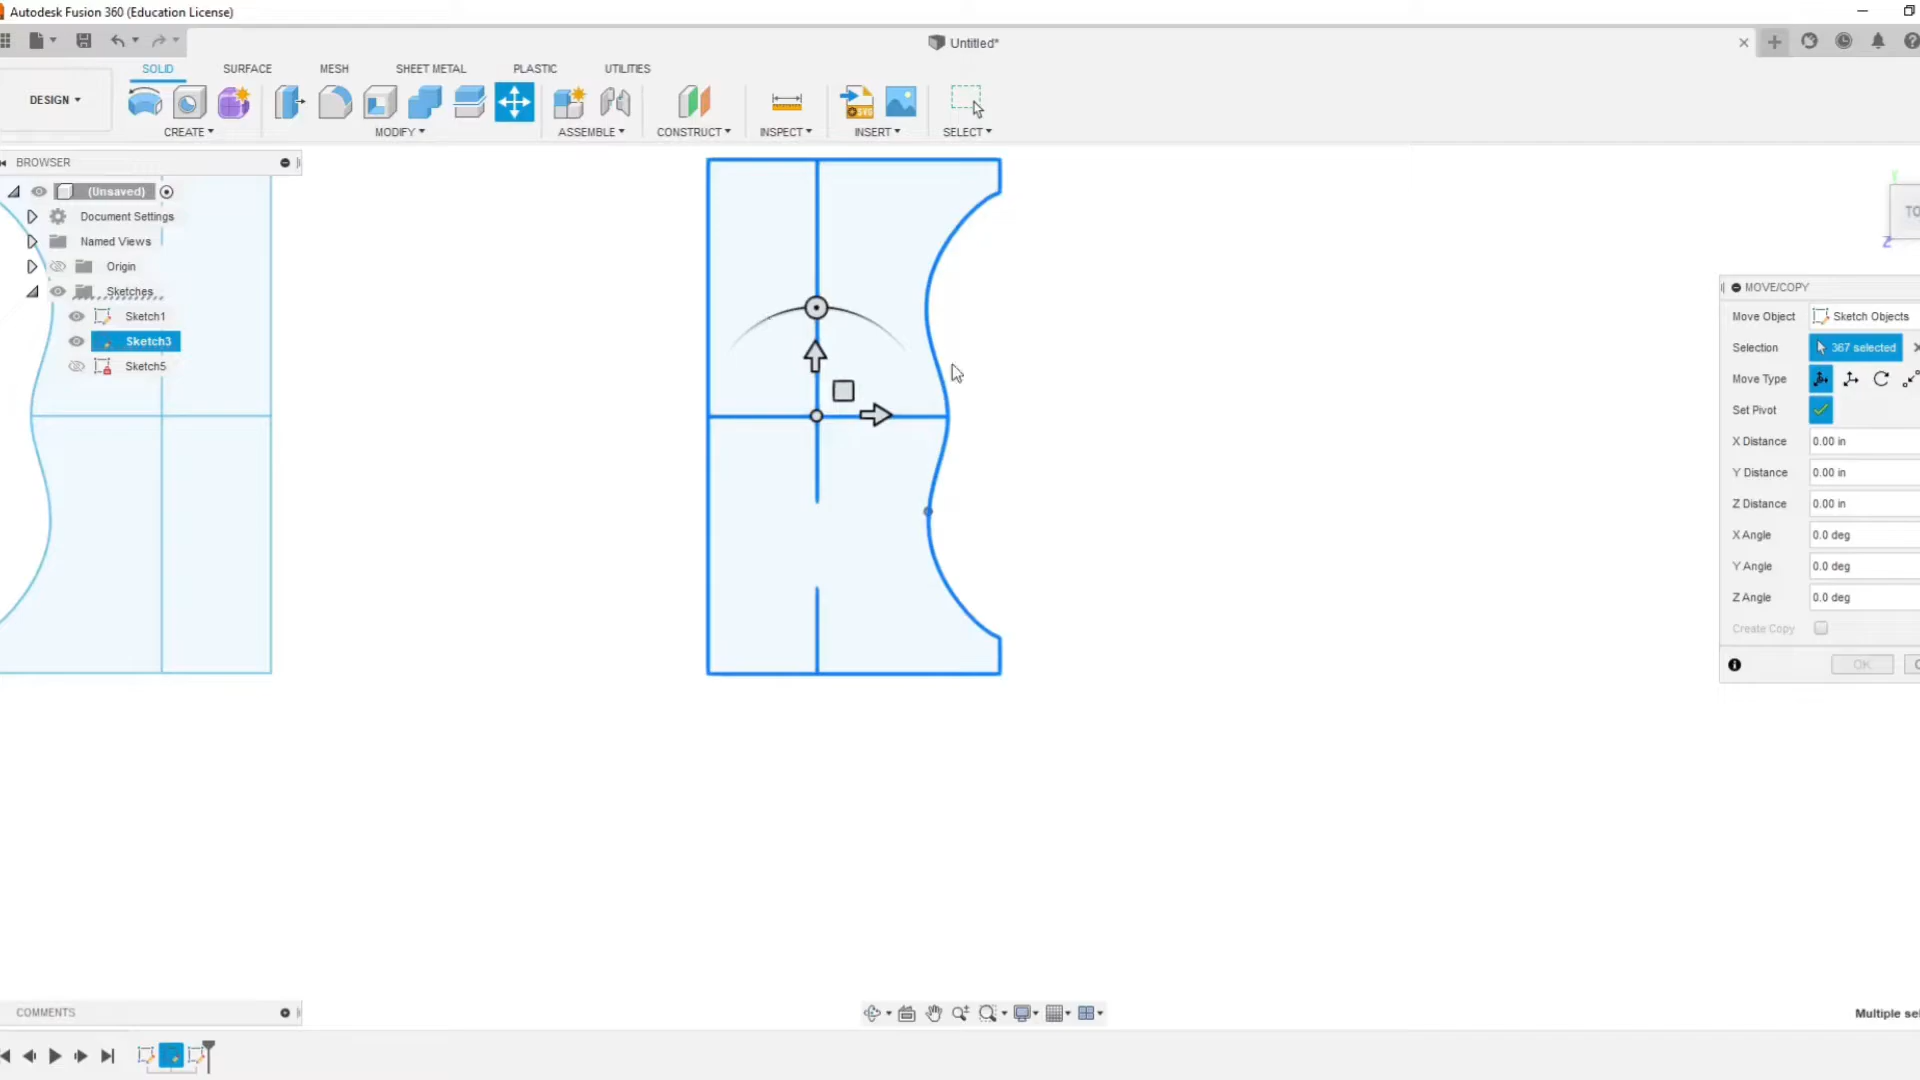 Autodesk Fusion 360 (Education License)
Untitled*
SOLID
SURFACE
MESH
SHEET METAL
PLASTIC
UTILITIES
DESIGN
CREATE
MODIFY
ASSEMBLE
CONSTRUCT
INSPECT
INSERT
SELECT
BROWSER
(Unsaved)
Document Settings
Named Views
Origin
Sketches
Sketch1
Sketch3
Sketch5
TO
Z
MOVE/COPY
Move Object Sketch Objects
Selection 367 selected
Move Type
Set Pivot
X Distance 0.00 in
Y Distance 0.00 in
Z Distance 0.00 in
X Angle 0.0 deg
Y Angle 0.0 deg
Z Angle 0.0 deg
Create Copy
OK C
COMMENTS
Multiple sel